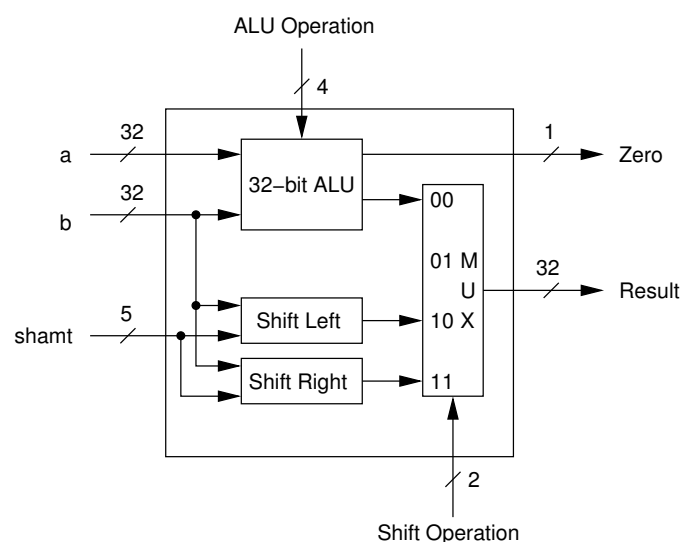 ALU Operation
4
32
1
a
32−bit ALU
Zero
32
b
00
01 M
32
U
Result
5
shamt
Shift Left
10 X
Shift Right
11
2
Shift Operation